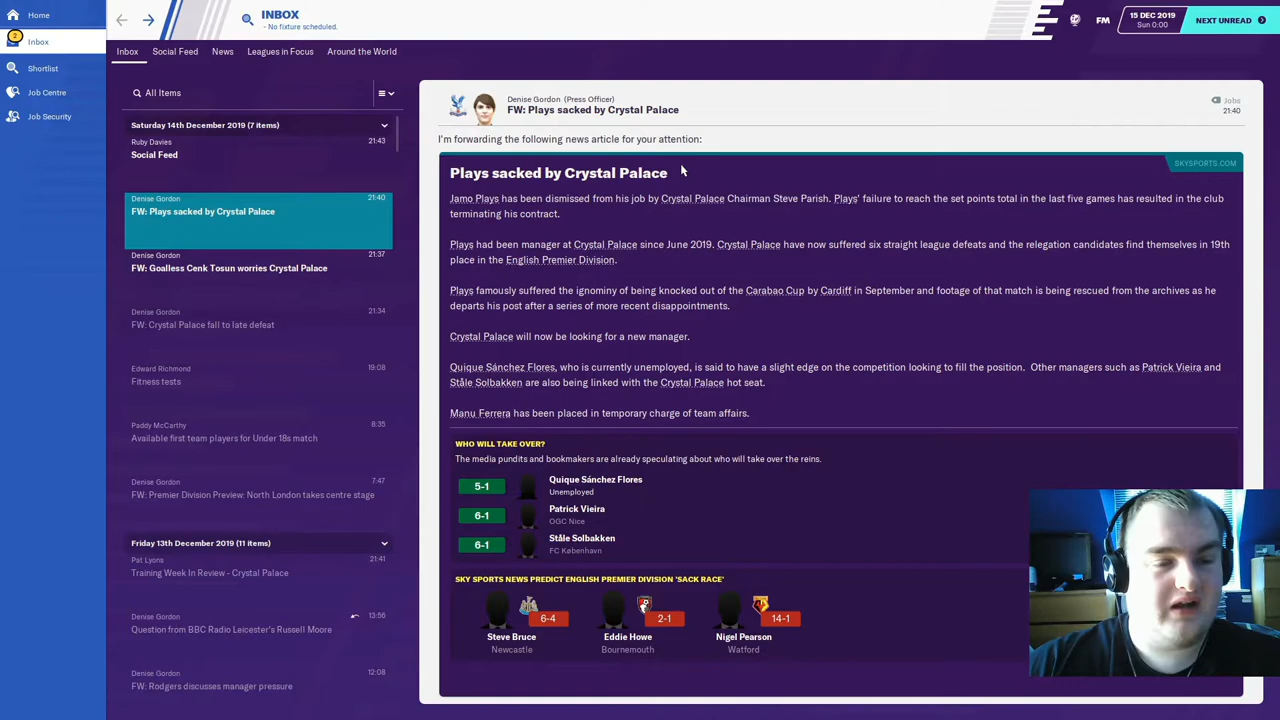 Home
2
Inbox
Shortlist
Job Centre
Job Security
INBOX
- No fixture scheduled.
FM
15 DEC 2019
Sun 0:00
NEXT UNREAD
Inbox
Social Feed
News
Leagues in Focus
Around the World
All Items
Saturday 14th December 2019 (7 items)
Ruby Davies 21:43
Social Feed
Denise Gordon 21:40
FW: Plays sacked by Crystal Palace
Denise Gordon 21:37
FW: Goalless Cenk Tosun worries Crystal Palace
Denise Gordon 21:34
FW: Crystal Palace fall to late defeat
Edward Richmond 19:08
Fitness tests
Paddy McCarthy 8:35
Available first team players for Under 18s match
Denise Gordon 7:47
FW: Premier Division Preview: North London takes centre stage
Friday 13th December 2019 (11 items)
Pat Lyons 21:41
Training Week In Review - Crystal Palace
Denise Gordon 13:56
Question from BBC Radio Leicester's Russell Moore
Denise Gordon 12:08
FW: Rodgers discusses manager pressure
Denise Gordon (Press Officer)
FW: Plays sacked by Crystal Palace
Jobs
21:40
I'm forwarding the following news article for your attention:
SKYSPORTS.COM
Plays sacked by Crystal Palace
Jamo Plays has been dismissed from his job by Crystal Palace Chairman Steve Parish. Plays' failure to reach the set points total in the last five games has resulted in the club
terminating his contract.
Plays had been manager at Crystal Palace since June 2019. Crystal Palace have now suffered six straight league defeats and the relegation candidates find themselves in 19th
place in the English Premier Division.
Plays famously suffered the ignominy of being knocked out of the Carabao Cup by Cardiff in September and footage of that match is being rescued from the archives as he
departs his post after a series of more recent disappointments.
Crystal Palace will now be looking for a new manager.
Quique Sánchez Flores, who is currently unemployed, is said to have a slight edge on the competition looking to fill the position. Other managers such as Patrick Vieira and
Ståle Solbakken are also being linked with the Crystal Palace hot seat.
Manu Ferrera has been placed in temporary charge of team affairs.
WHO WILL TAKE OVER?
The media pundits and bookmakers are already speculating about who will take over the reins.
5-1
Quique Sánchez Flores
Unemployed
6-1
Patrick Vieira
OGC Nice
6-1
Ståle Solbakken
FC København
SKY SPORTS NEWS PREDICT ENGLISH PREMIER DIVISION 'SACK RACE'
6-4
Steve Bruce
Newcastle
2-1
Eddie Howe
Bournemouth
14-1
Nigel Pearson
Watford